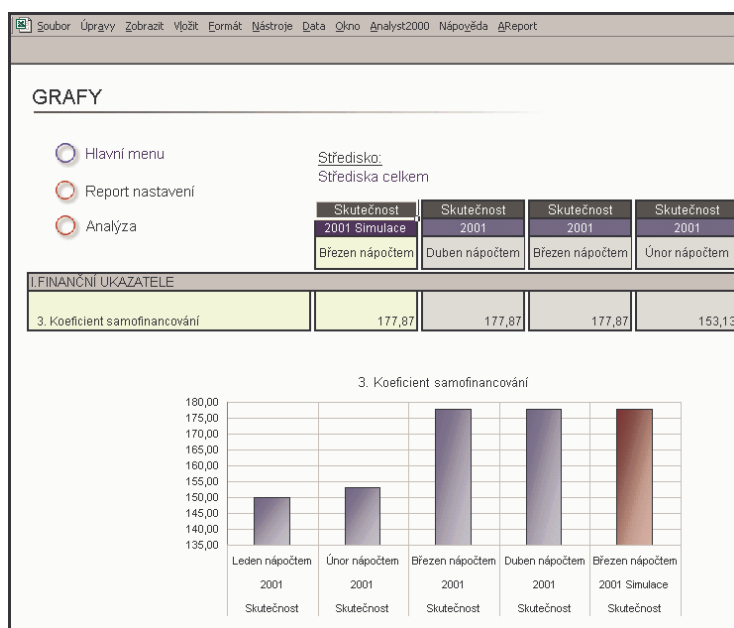 Soubor Úpravy Zobrazit Vložit Formát Nástroje Data Okno Analyst2000 Nápověda AReport
GRAFY
Hlavní menu
Report nastavení
Analýza
Středisko:
Střediska celkem
Skutečnost Skutečnost Skutečnost Skutečnost
2001 Simulace 2001 2001 2001
Březen nápočtem Duben nápočtem Březen nápočtem Únor nápočtem
I.FINANČNÍ UKAZATELE
3. Koeficient samofinancování 177,87 177,87 177,87 153,13
3. Koeficient samofinancování
180,00
175,00
170,00
165,00
160,00
155,00
150,00
145,00
140,00
135,00
Leden nápočtem Únor nápočtem Březen nápočtem Duben nápočtem Březen nápočtem
2001 2001 2001 2001 2001 Simulace
Skutečnost Skutečnost Skutečnost Skutečnost Skutečnost